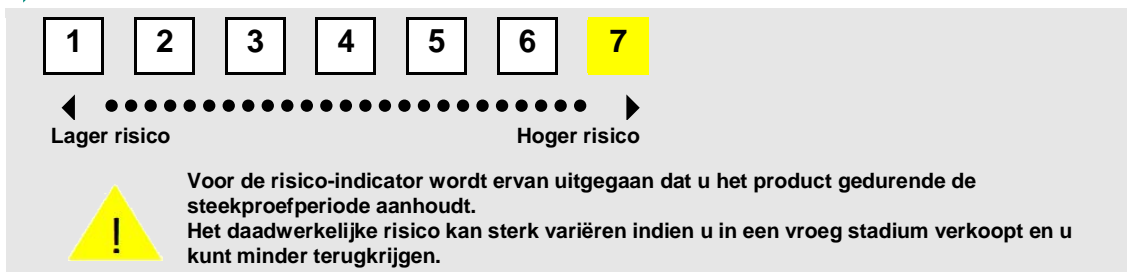 1 2 3 4 5 6 7
Lager risico Hoger risico
!
Voor de risico-indicator wordt ervan uitgegaan dat u het product gedurende de
steekproefperiode aanhoudt.
Het daadwerkelijke risico kan sterk variëren indien u in een vroeg stadium verkoopt en u
kunt minder terugkrijgen.